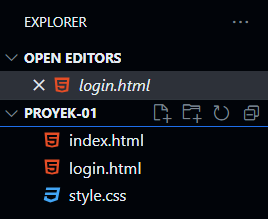 EXPLORER
OPEN EDITORS
login.html
PROYEK-01
index.html
login.html
style.css